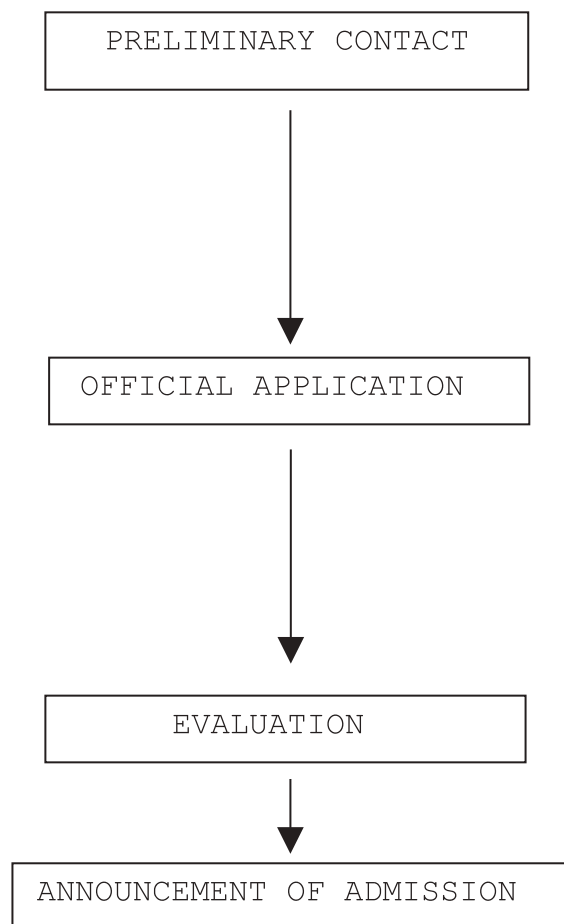 PRELIMINARY CONTACT
OFFICIAL APPLICATION
EVALUATION
ANNOUNCEMENT OF ADMISSION